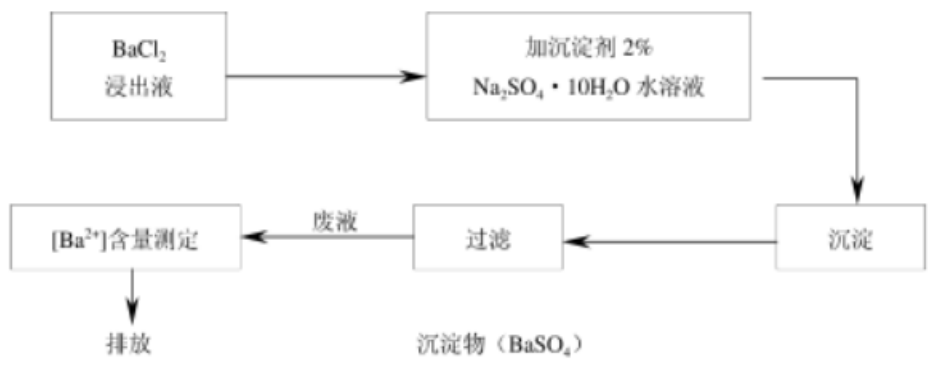 BaCl₂
浸出液
加沉淀剂 2%
Na₂SO₄·10H₂O 水溶液
沉淀
过滤
废液
[Ba²⁺]含量测定
排放
沉淀物（BaSO₄）